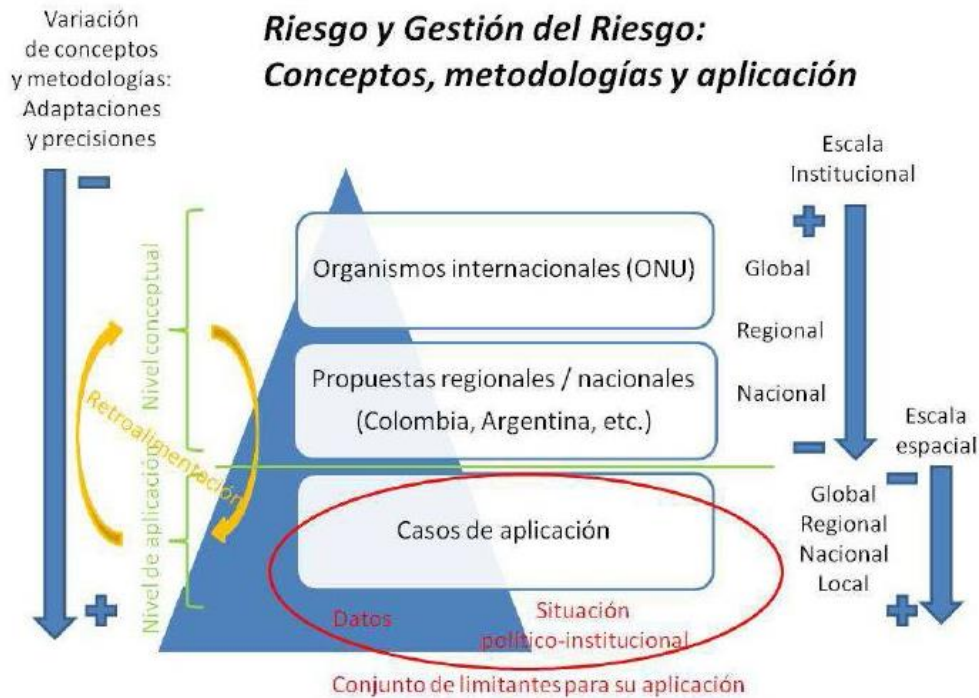 Variación
de conceptos
y metodologías:
Adaptaciones
y precisiones
Riesgo y Gestión del Riesgo:
Conceptos, metodologías y aplicación
Escala
Institucional
Nivel conceptual
Organismos internacionales (ONU)
Global
Regional
Propuestas regionales / nacionales
(Colombia, Argentina, etc.)
Nacional
Retroalimentación
Escala
espacial
Nivel de aplicación
Casos de aplicación
Global
Regional
Nacional
Local
Datos
Situación
político-institucional
Conjunto de limitantes para su aplicación